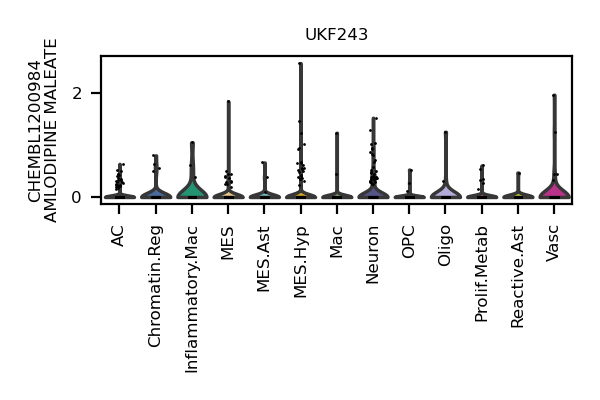 UKF243
CHEMBL1200984
AMLODIPINE MALEATE
2
0
AC
Chromatin.Reg
Inflammatory.Mac
MES
MES.Ast
MES.Hyp
Mac
Neuron
OPC
Oligo
Prolif.Metab
Reactive.Ast
Vasc